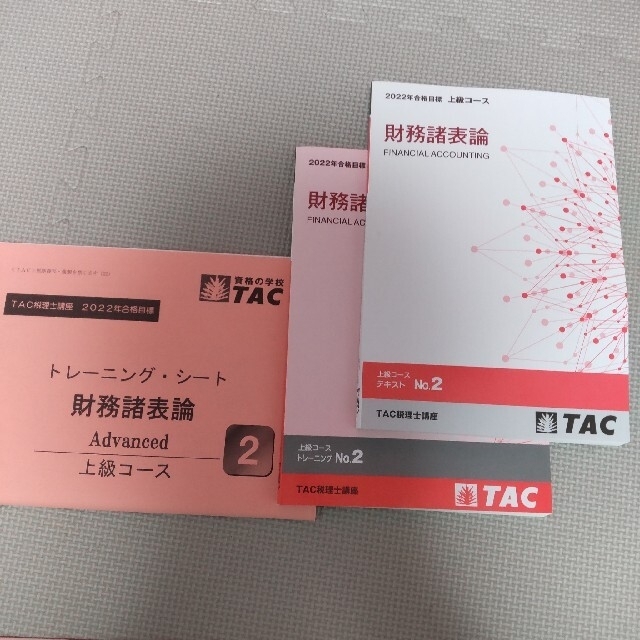 2022年合格目標 上級コース
財務諸表論
FINANCIAL ACCOUNTING
上級コース
テキスト No.2
TAC税理士講座
TAC
2022年合格目標
財務諸
FINANCIAL AC
上級コース
トレーニング No.2
TAC税理士講座
TAC
資格の学校
TAC
TAC税理士講座 2022年合格目標
トレーニング・シート
財務諸表論
Advanced
上級コース
2